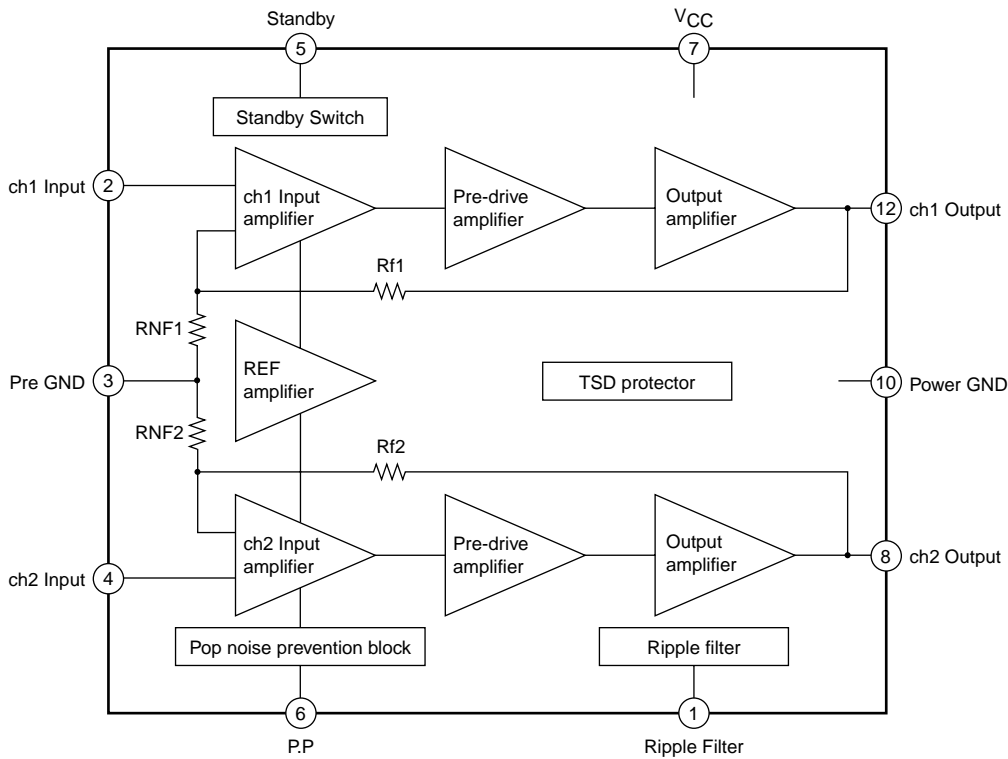 Standby
VCC
5
7
Standby Switch
ch1 Input
2
ch1 Input
amplifier
Pre-drive
amplifier
Output
amplifier
12
ch1 Output
Rf1
RNF1
Pre GND
3
REF
amplifier
TSD protector
10
Power GND
RNF2
Rf2
ch2 Input
4
ch2 Input
amplifier
Pre-drive
amplifier
Output
amplifier
8
ch2 Output
Pop noise prevention block
Ripple filter
6
1
P.P
Ripple Filter